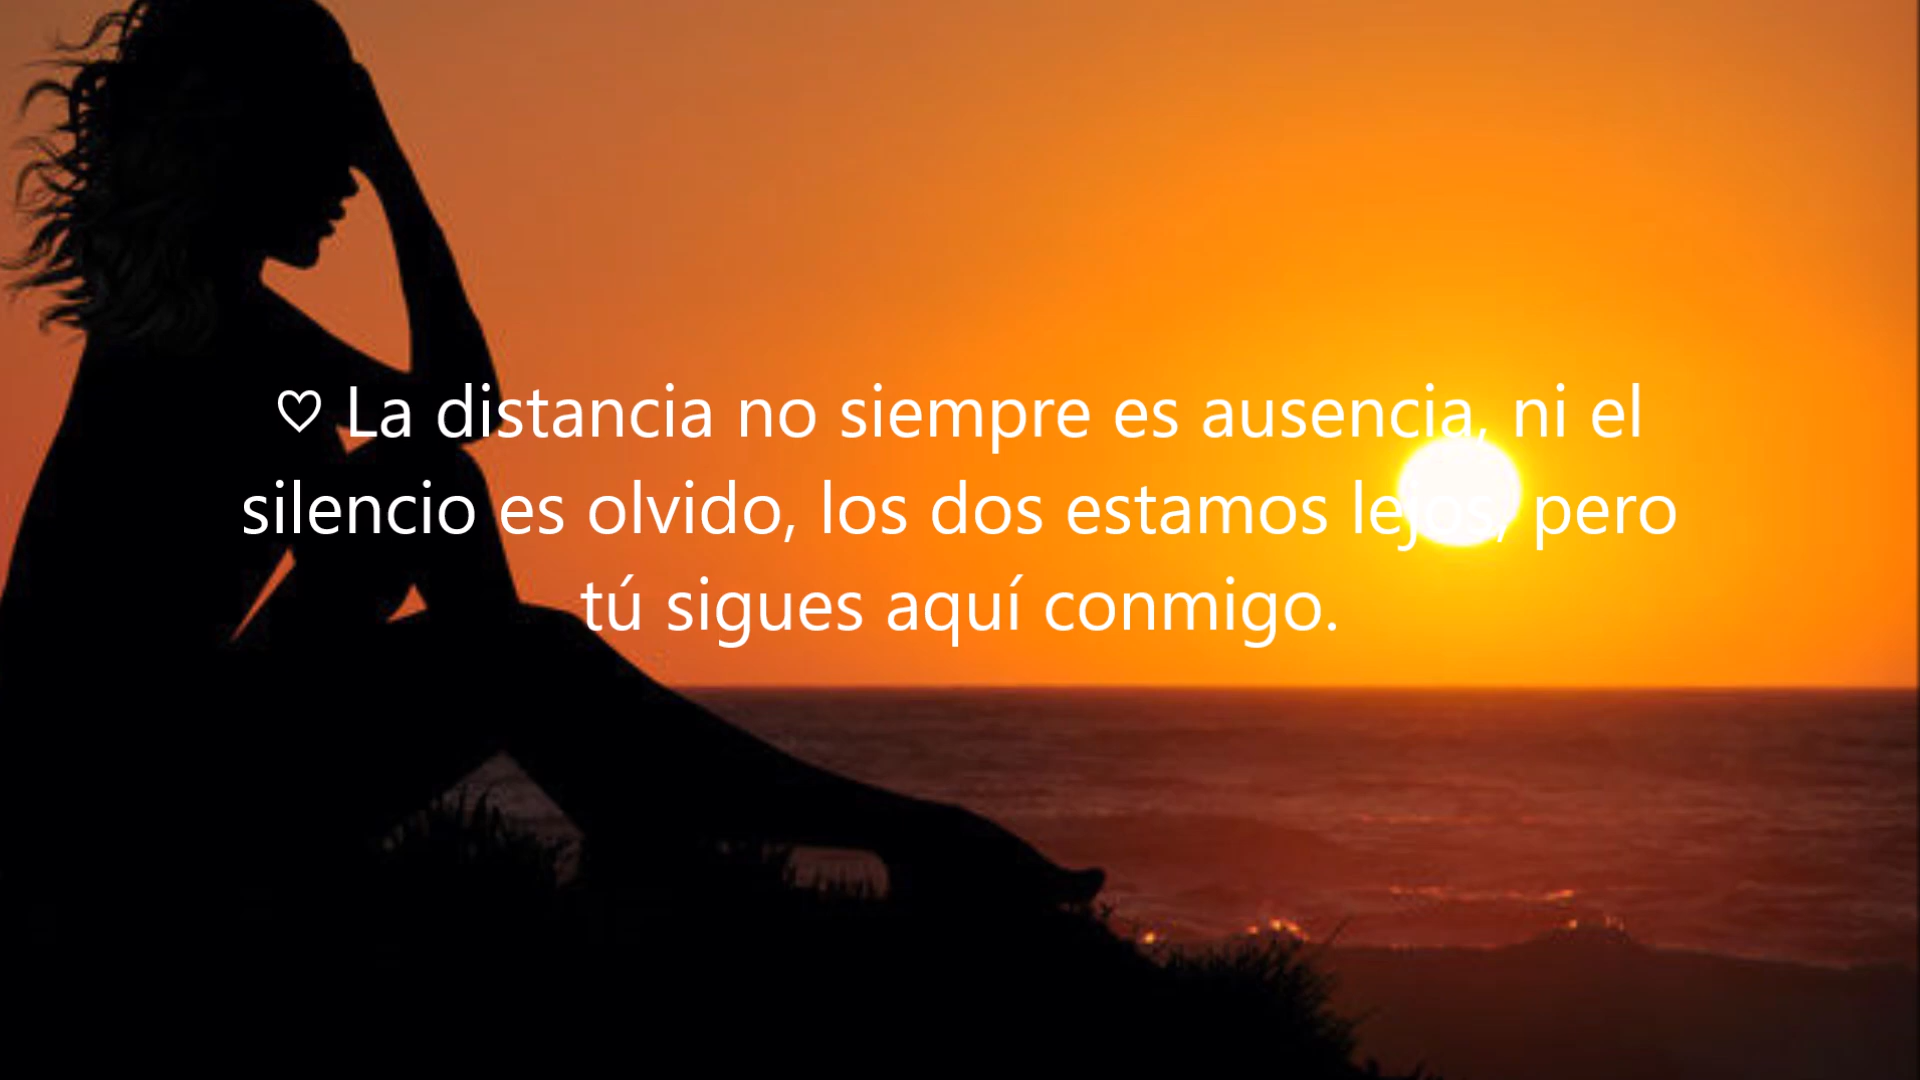 ♡ La distancia no siempre es ausencia, ni el
silencio es olvido, los dos estamos lejos, pero
tú sigues aquí conmigo.